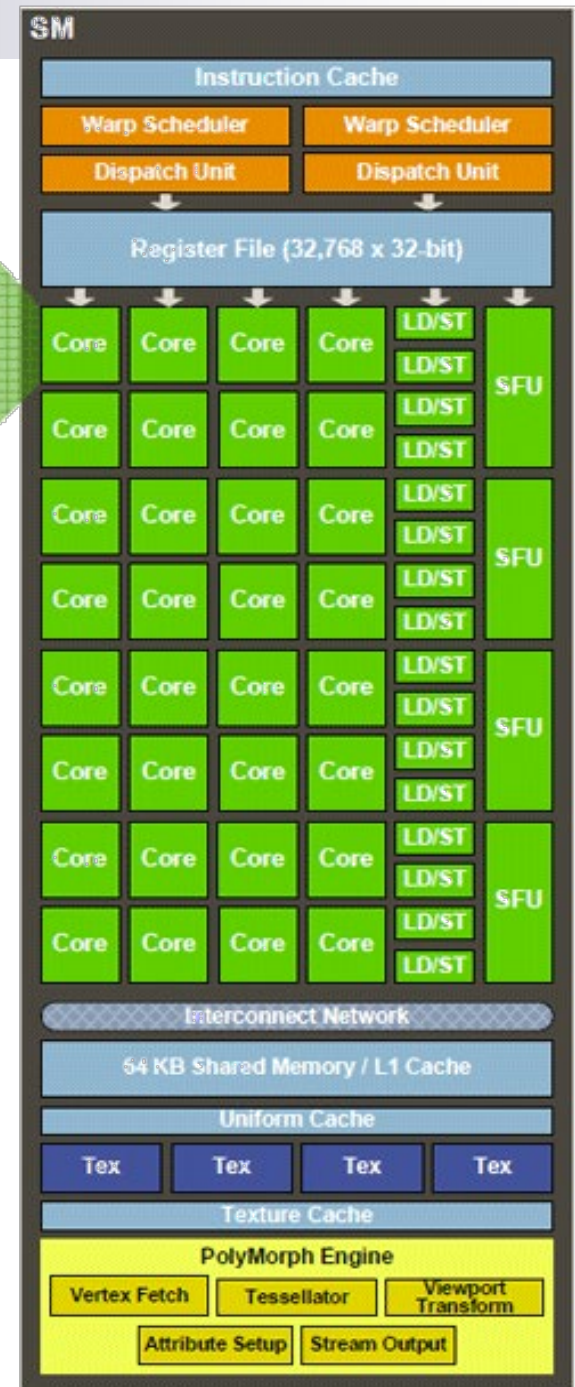 SM
Instruction Cache
Warp Scheduler Warp Scheduler
Dispatch Unit Dispatch Unit
Register File (32,768 x 32-bit)
Core Core Core Core LD/ST LD/ST SFU
Core Core Core Core LD/ST LD/ST
Core Core Core Core LD/ST LD/ST SFU
Core Core Core Core LD/ST LD/ST
Core Core Core Core LD/ST LD/ST SFU
Core Core Core Core LD/ST LD/ST
Core Core Core Core LD/ST LD/ST SFU
Core Core Core Core LD/ST LD/ST
Interconnect Network
64 KB Shared Memory / L1 Cache
Uniform Cache
Tex Tex Tex Tex
Texture Cache
PolyMorph Engine
Vertex Fetch Tessellator Viewport Transform
Attribute Setup Stream Output